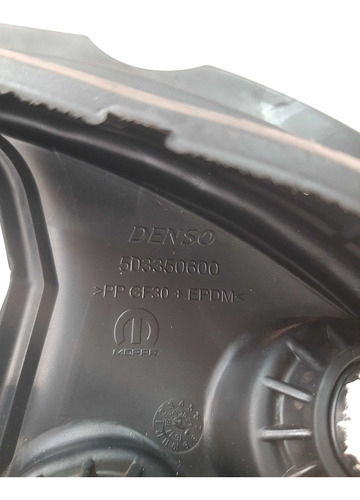 DENSO
5D3350600
>PP GF30 + EPDM<
MOPAR